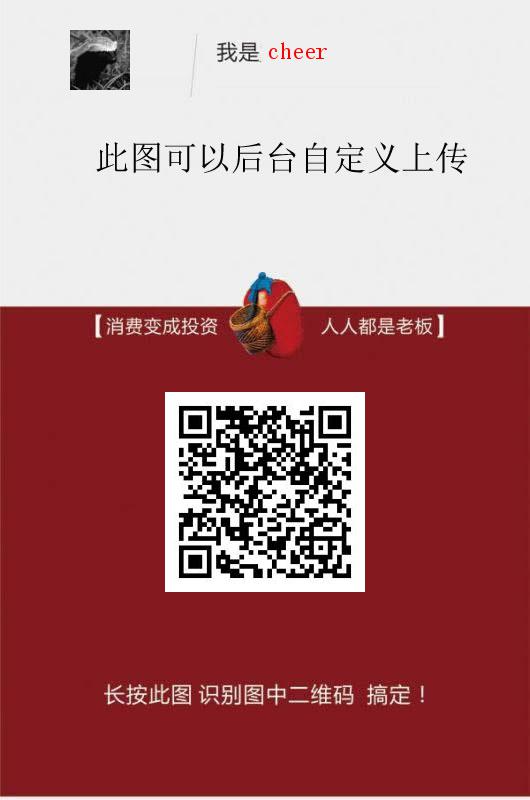 我是 cheer
此图可以后台自定义上传
【消费变成投资 人人都是老板】
长按此图 识别图中二维码 搞定！